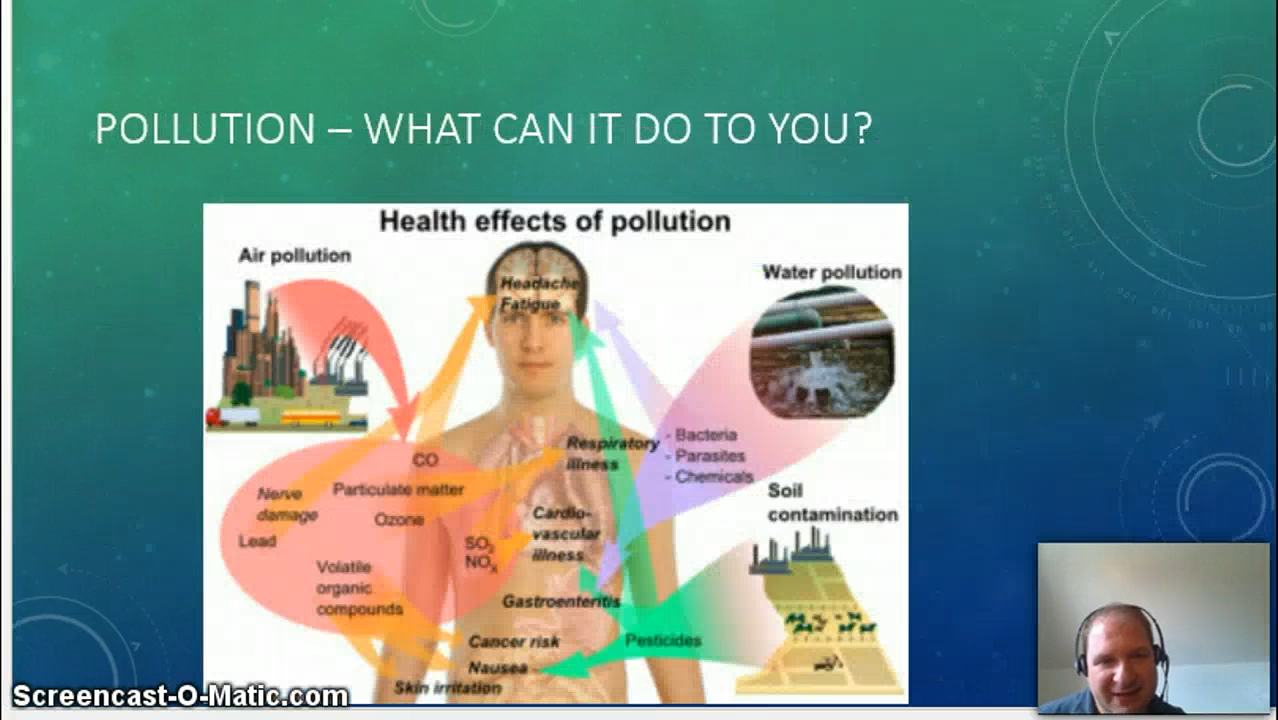 POLLUTION – WHAT CAN IT DO TO YOU?
Health effects of pollution
Air pollution
Water pollution
Headache
Fatigue
Respiratory
illness
- Bacteria
- Parasites
- Chemicals
CO
Particulate matter
Nerve
damage
Ozone
Lead
SO₂
NOₓ
Cardio-
vascular
illness
Soil
contamination
Volatile
organic
compounds
Gastroenteritis
Cancer risk
Pesticides
Nausea
Skin irritation
Screencast-O-Matic.com